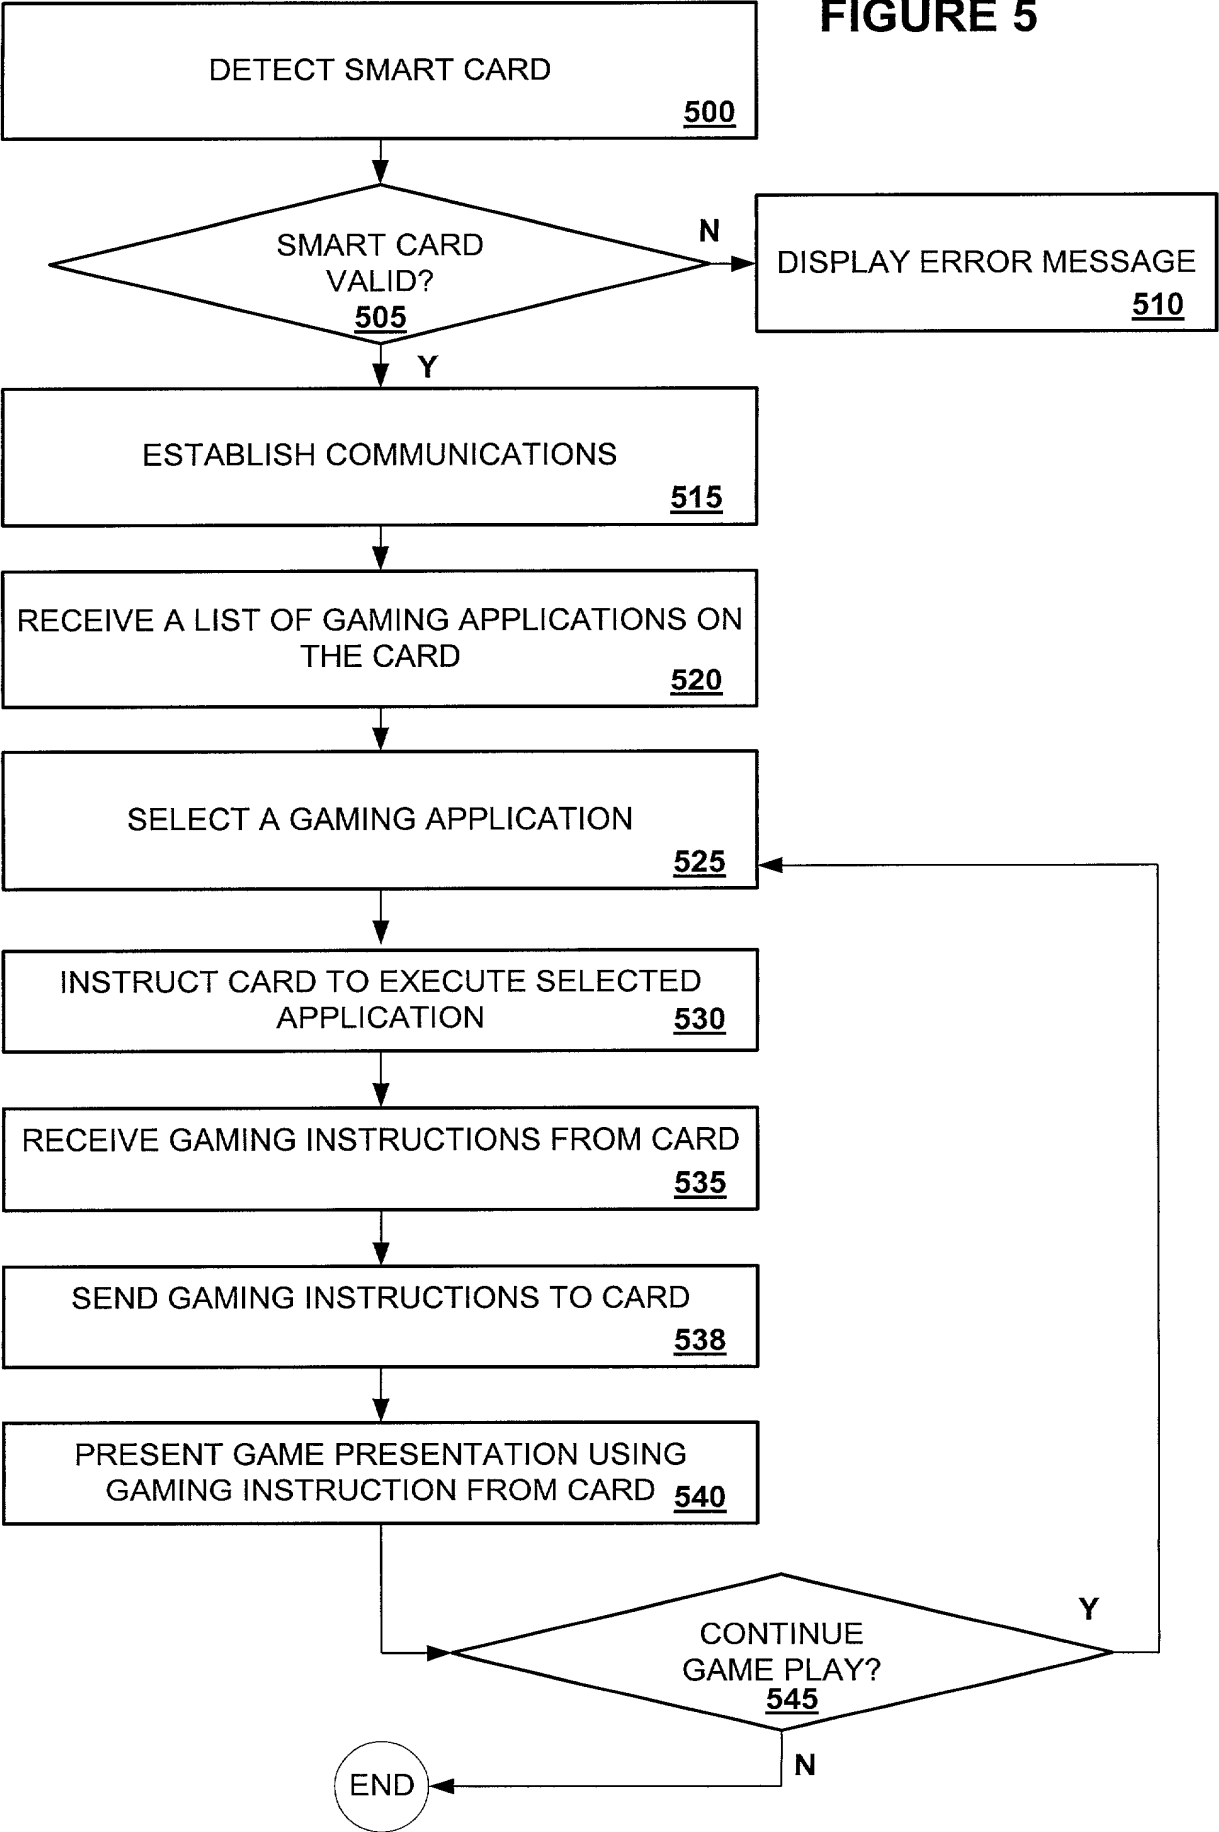 FIGURE 5
DETECT SMART CARD
500
SMART CARD
VALID?
505
N
DISPLAY ERROR MESSAGE
510
Y
ESTABLISH COMMUNICATIONS
515
RECEIVE A LIST OF GAMING APPLICATIONS ON
THE CARD
520
SELECT A GAMING APPLICATION
525
INSTRUCT CARD TO EXECUTE SELECTED
APPLICATION
530
RECEIVE GAMING INSTRUCTIONS FROM CARD
535
SEND GAMING INSTRUCTIONS TO CARD
538
PRESENT GAME PRESENTATION USING
GAMING INSTRUCTION FROM CARD
540
CONTINUE
GAME PLAY?
545
Y
N
END